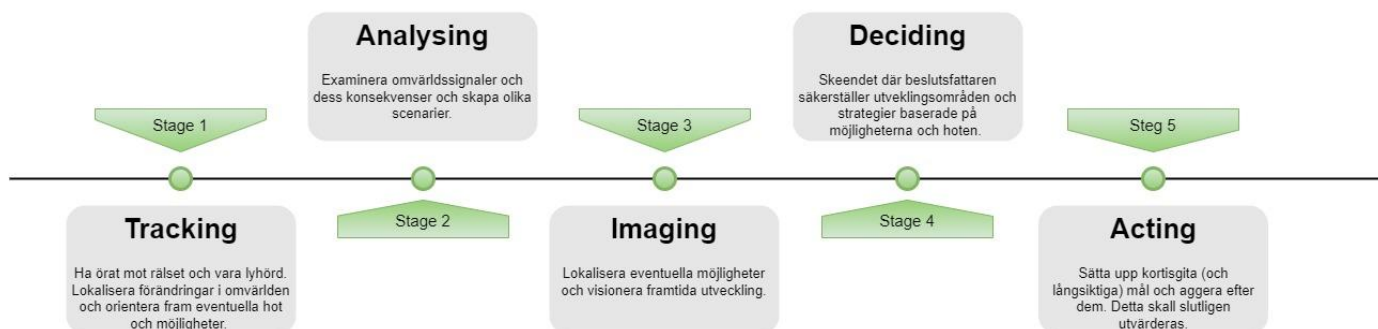 Stage 1
Tracking
Ha örat mot rälset och vara lyhörd.
Lokalisera förändringar i omvärlden
och orientera fram eventuella hot
och möjligheter.
Analysing
Examinera omvärldssignaler och
dess konsekvenser och skapa olika
scenarier.
Stage 2
Stage 3
Imaging
Lokalisera eventuella möjligheter
och visionera framtida utveckling.
Deciding
Skeendet där beslutsfattaren
säkerställer utveklingsområden och
strategier baserade på
möjligheterna och hoten.
Stage 4
Steg 5
Acting
Sätta upp kortisgita (och
långsiktiga) mål och aggera efter
dem. Detta skall slutligen
utvärderas.